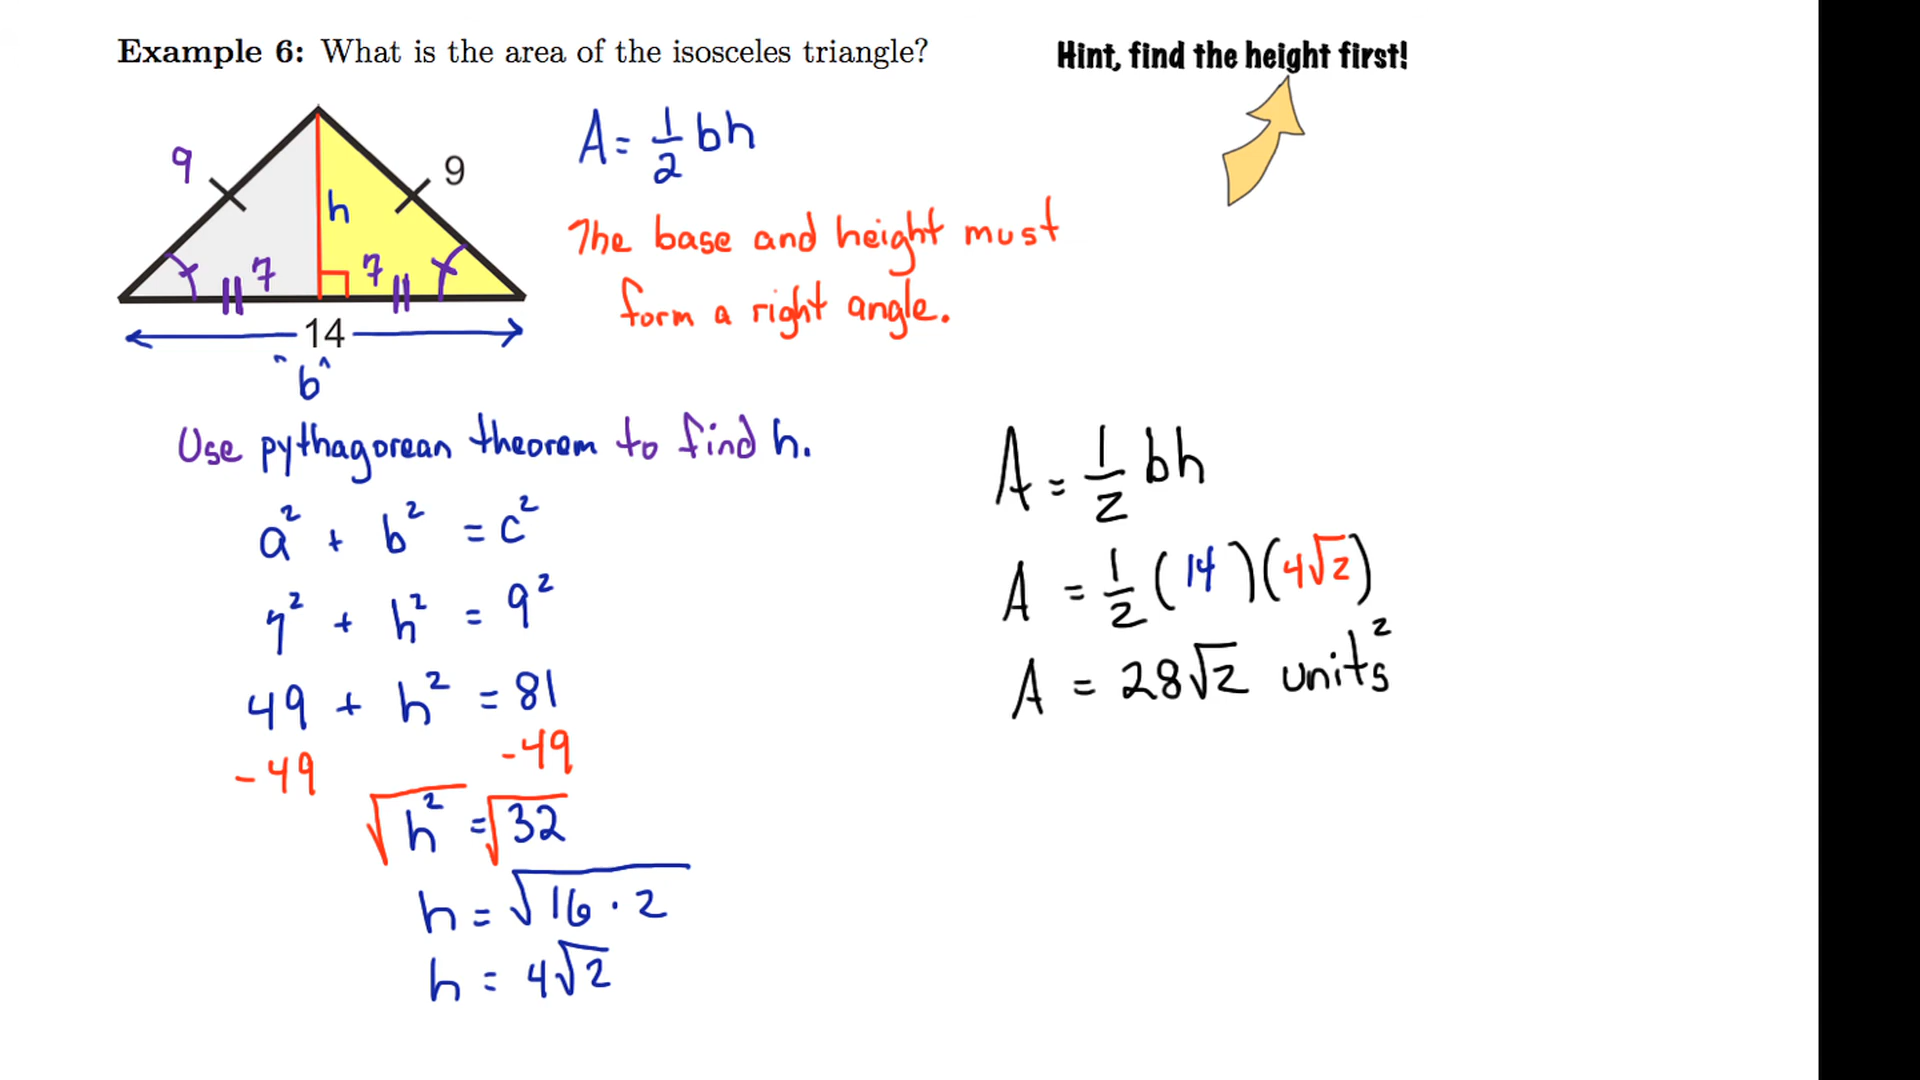 Example 6: What is the area of the isosceles triangle?
Hint, find the height first!
9
9
h
7
7
14
"b"
A = 1/2 bh
The base and height must
form a right angle.
Use pythagorean theorem to find h.
a² + b² = c²
7² + h² = 9²
49 + h² = 81
-49 -49
√h² = √32
h = √16 · 2
h = 4√2
A = 1/2 bh
A = 1/2 (14)(4√2)
A = 28√2 units²